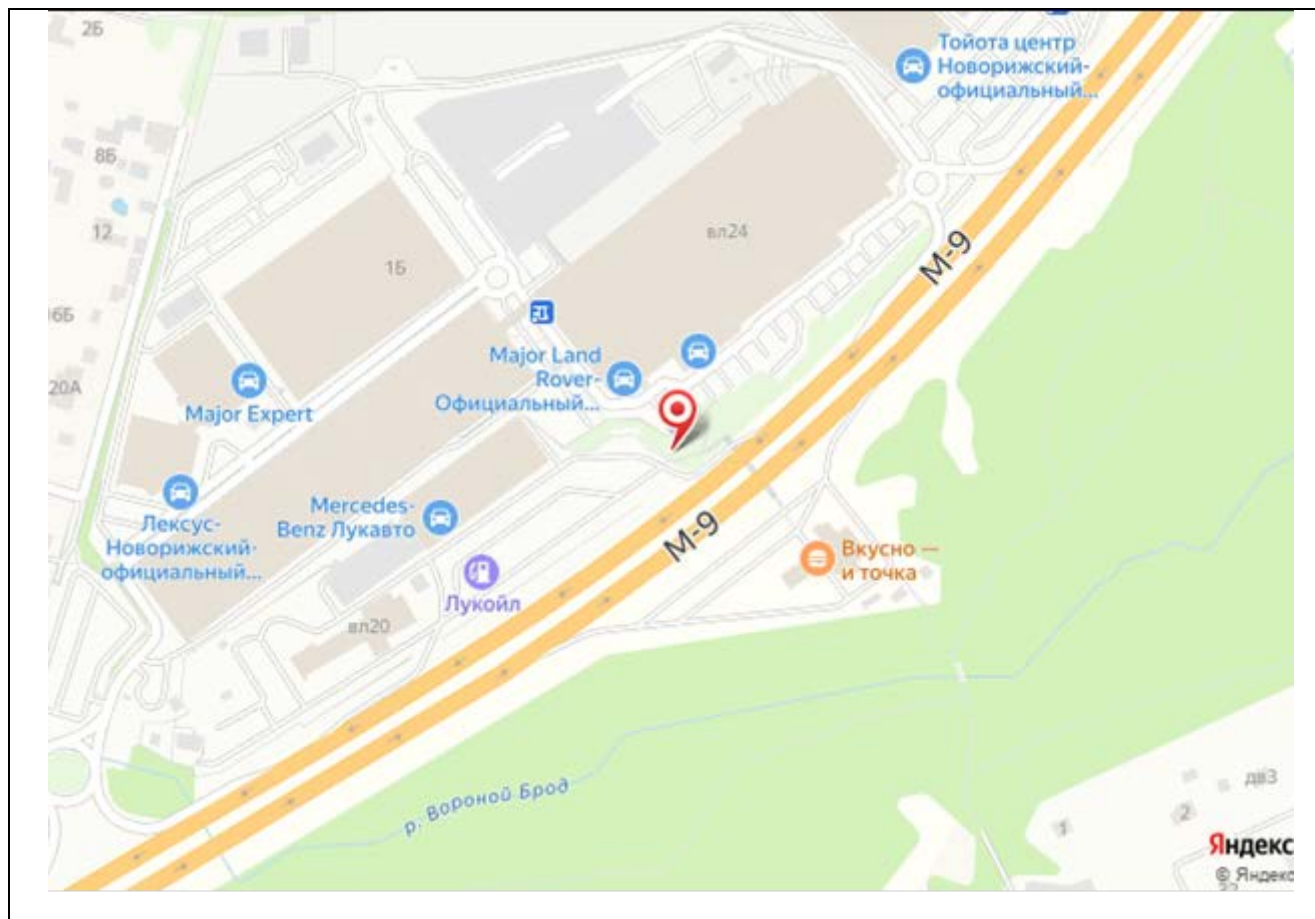 2Б
Тойота центр
Новорижский-
официальный...
8Б
12
вл24
М-9
1Б
16Б
20А
Major Land
Rover-
Официальный...
Major Expert
Mercedes-
Benz Лукавто
Лексус-
Новорижский-
официальный...
М-9
Вкусно —
и точка
Лукойл
вл20
р. Вороной Брод
дв3
2
1
Яндекс
© Яндекс